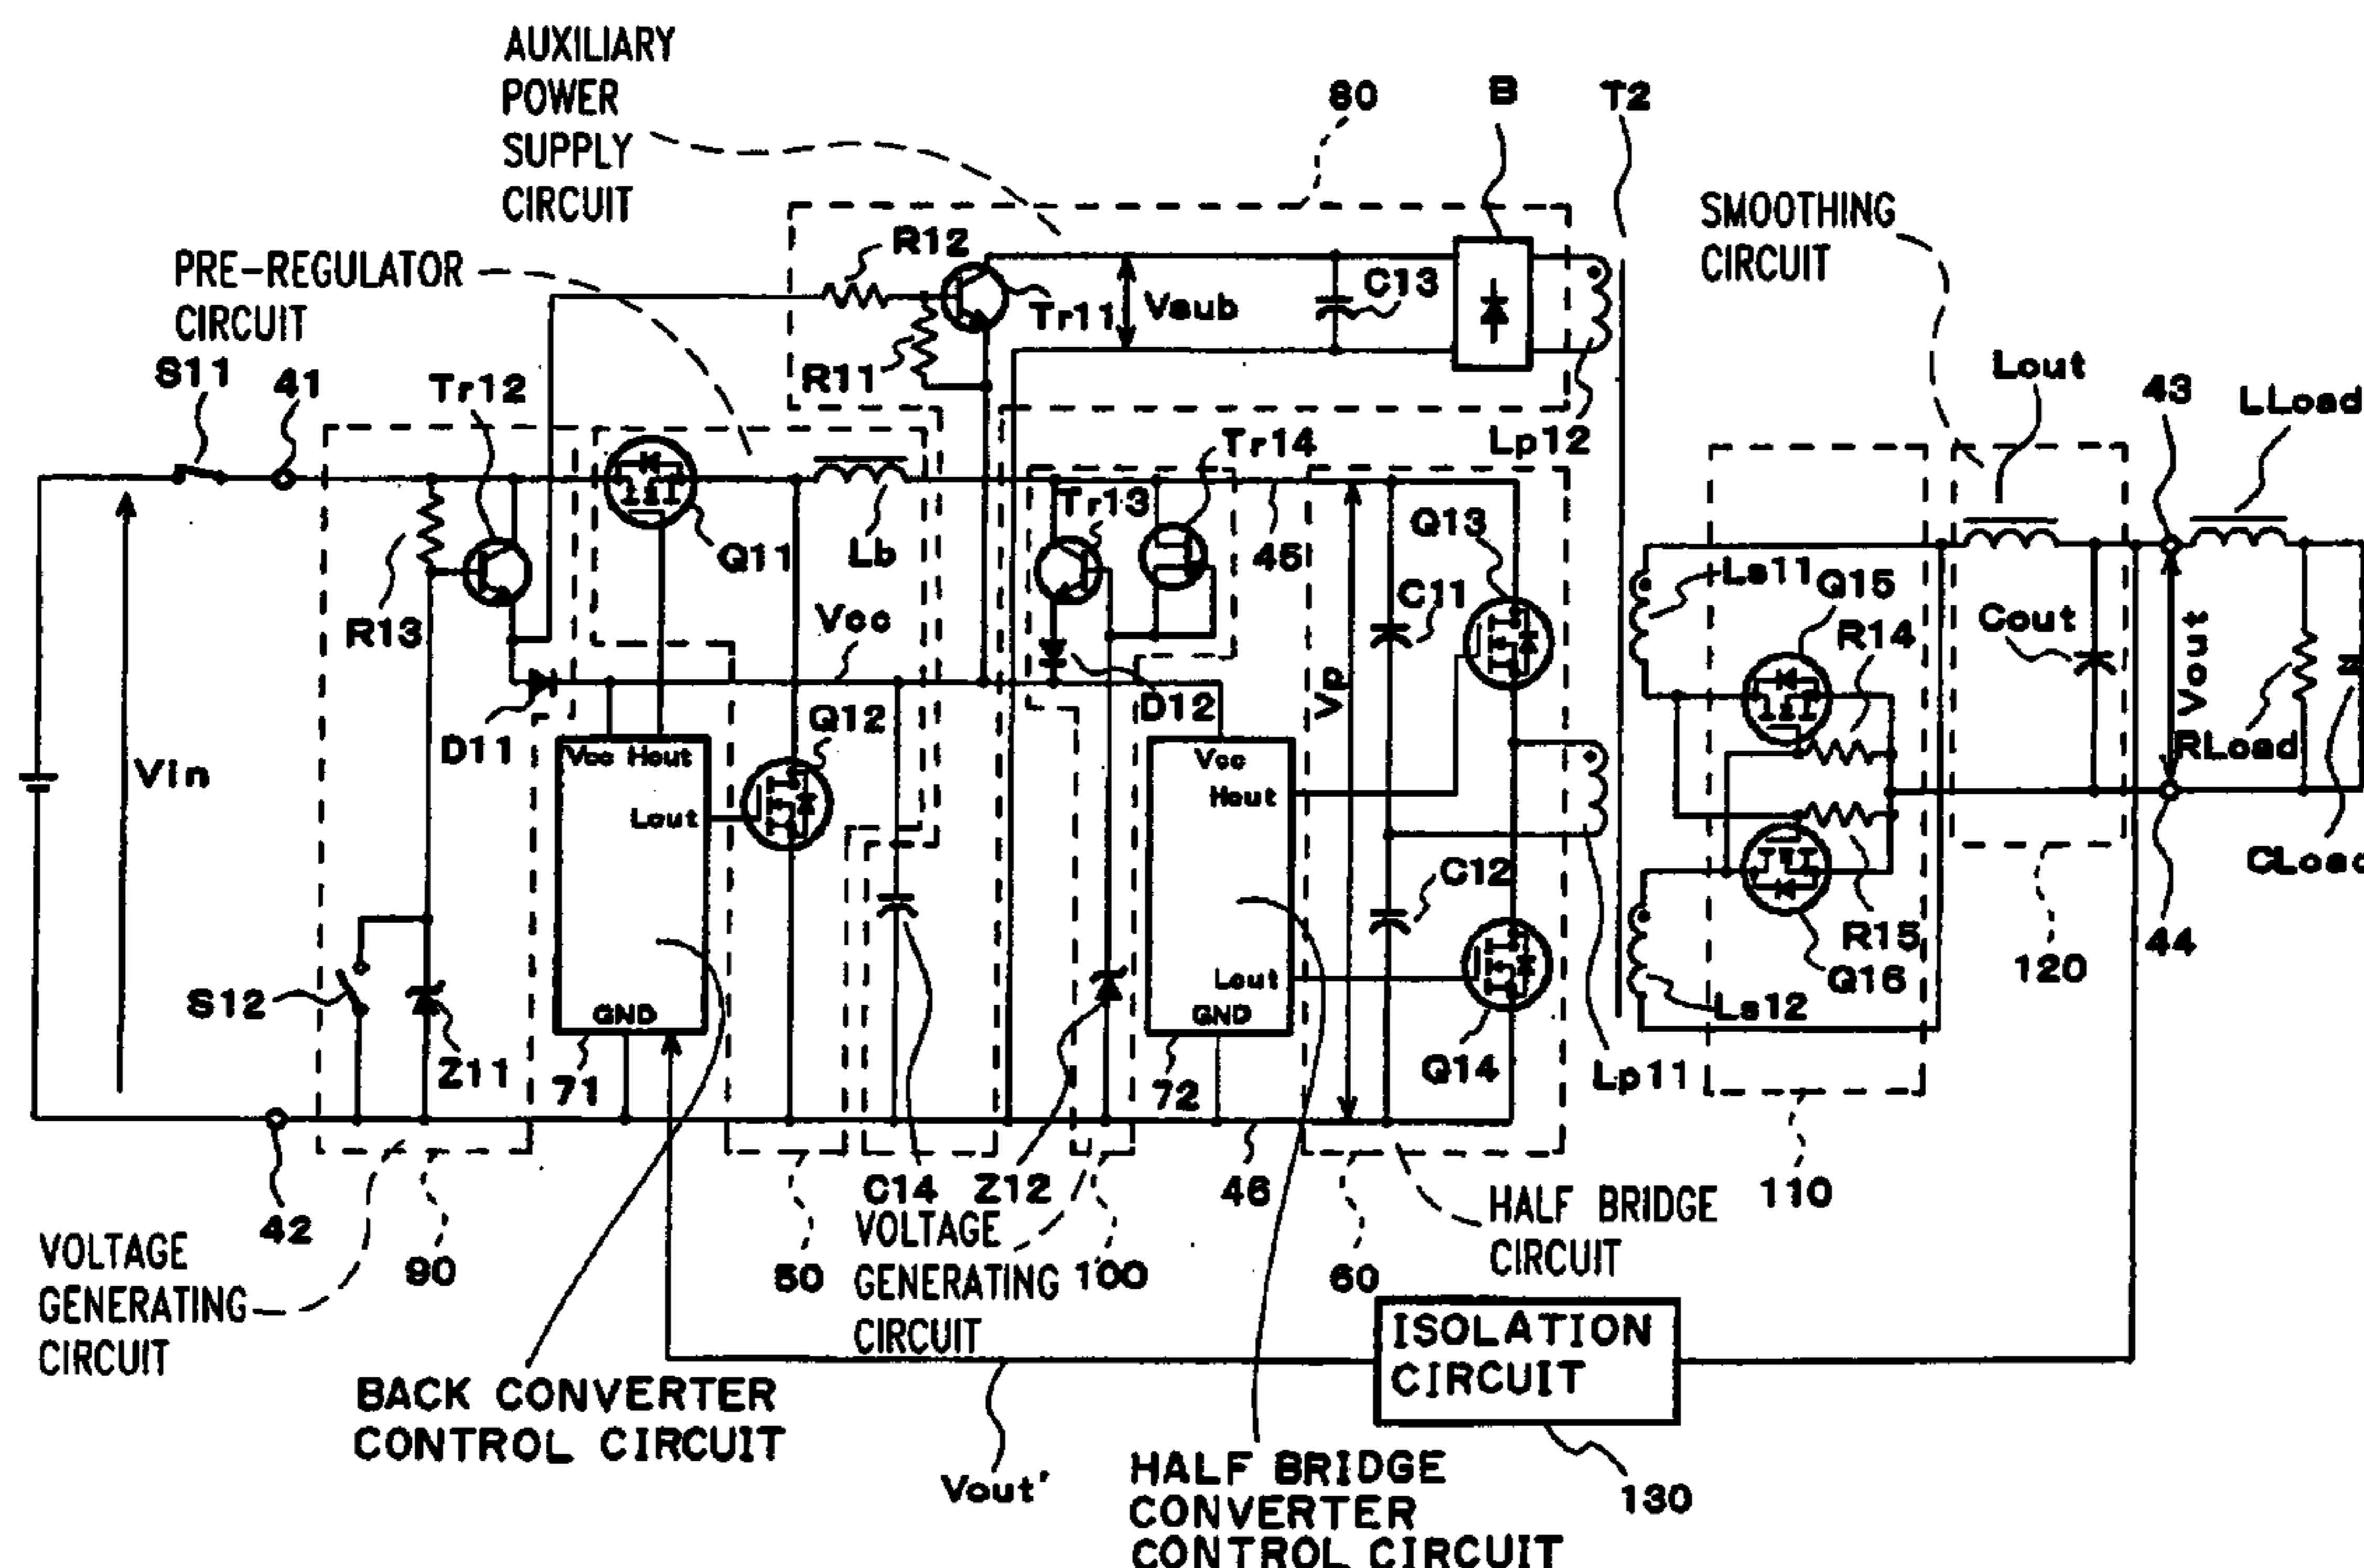 AUXILIARY
POWER
SUPPLY
CIRCUIT
80
B
T2
SMOOTHING
CIRCUIT
PRE-REGULATOR
CIRCUIT
R12
Tr11
Vsub
C13
R11
S11
41
Tr12
Lp12
Lout
43
LLoad
Tr14
Tr13
Q11
Lb
45
Q13
R13
Vcc
C11
Ls11
Q15
R14
Cout
Vout
RLoad
Vin
D11
Q12
D12
Vp
Vcc Hout
Lout
GND
Vcc
Hout
Lout
GND
C12
R15
Q16
CLoad
S12
Z11
71
72
Q14
Lp11
Ls12
120
44
42
C14
Z12
46
110
VOLTAGE
GENERATING
CIRCUIT
90
50
VOLTAGE
GENERATING
CIRCUIT
100
60
HALF BRIDGE
CIRCUIT
ISOLATION
CIRCUIT
130
BACK CONVERTER
CONTROL CIRCUIT
Vout'
HALF BRIDGE
CONVERTER
CONTROL CIRCUIT